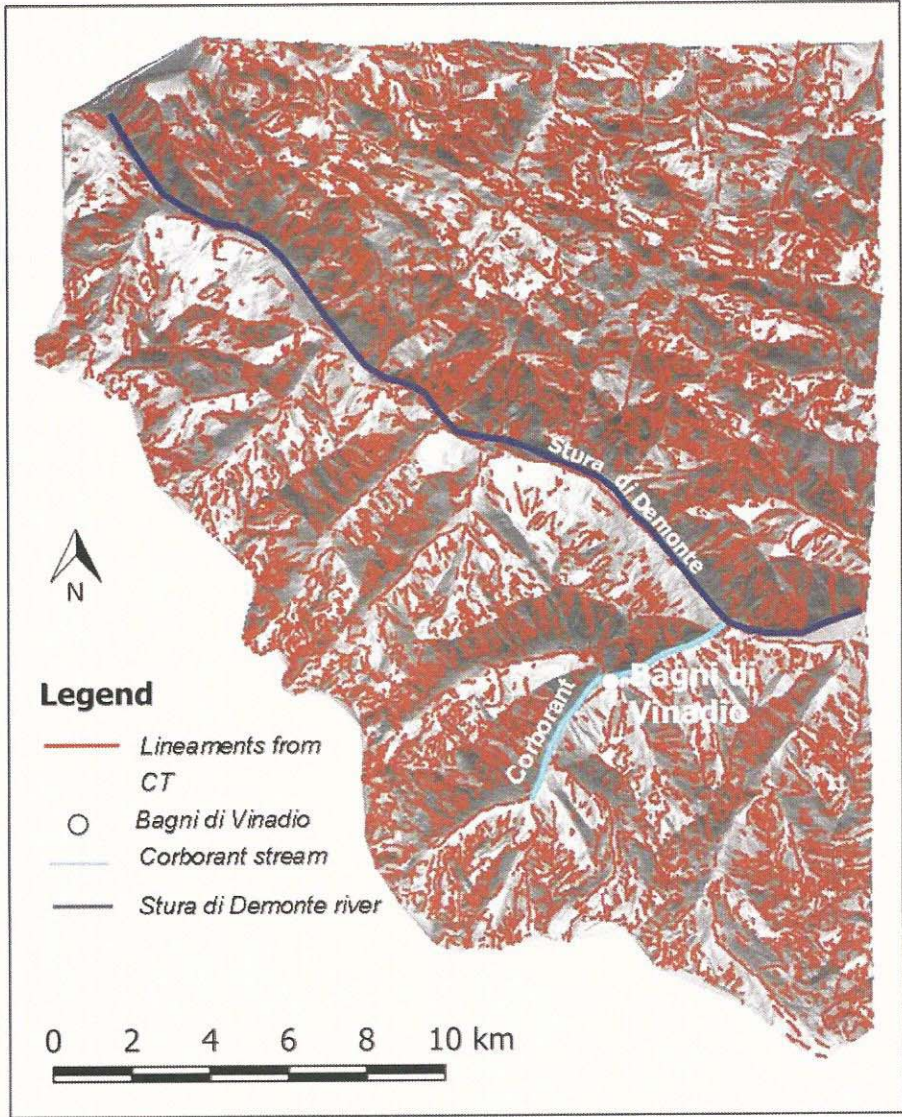 Stura di Demonte
Bagni di
Vinadio
Corborant
N
Legend
Lineaments from
CT
Bagni di Vinadio
Corborant stream
Stura di Demonte river
0 2 4 6 8 10 km